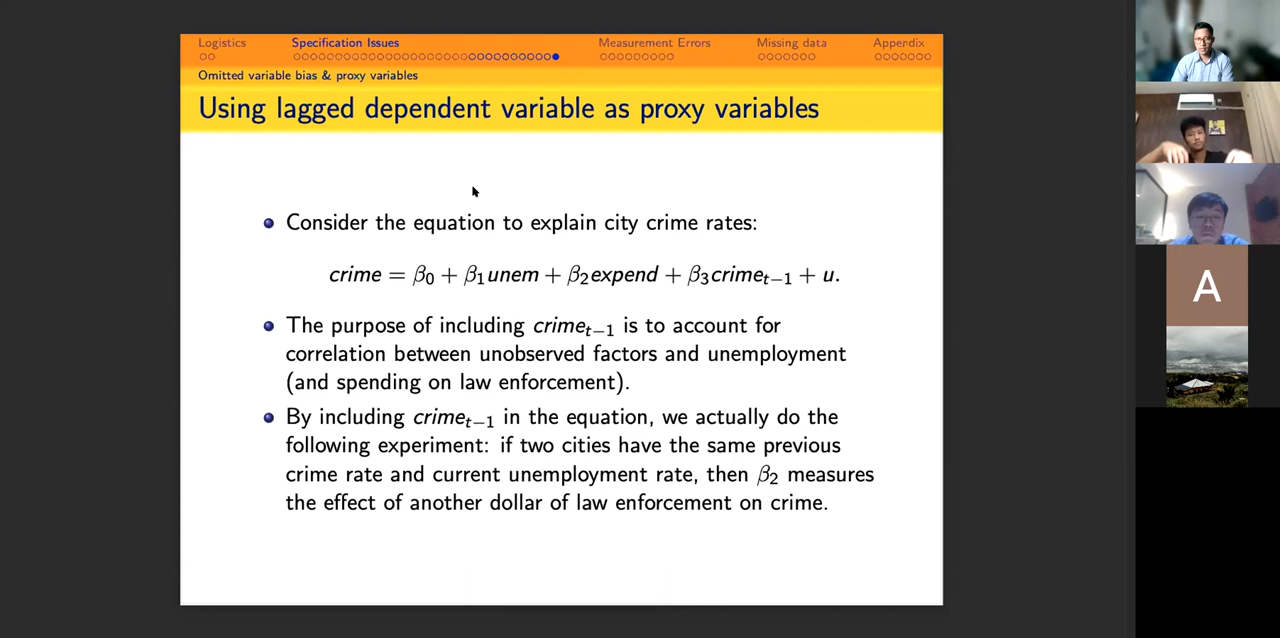 Logistics Specification Issues Measurement Errors Missing data Appendix
Omitted variable bias & proxy variables
Using lagged dependent variable as proxy variables
Consider the equation to explain city crime rates:
crime = β₀ + β₁unem + β₂expend + β₃crimeₜ₋₁ + u.
The purpose of including crimeₜ₋₁ is to account for
correlation between unobserved factors and unemployment
(and spending on law enforcement).
By including crimeₜ₋₁ in the equation, we actually do the
following experiment: if two cities have the same previous
crime rate and current unemployment rate, then β₂ measures
the effect of another dollar of law enforcement on crime.
A